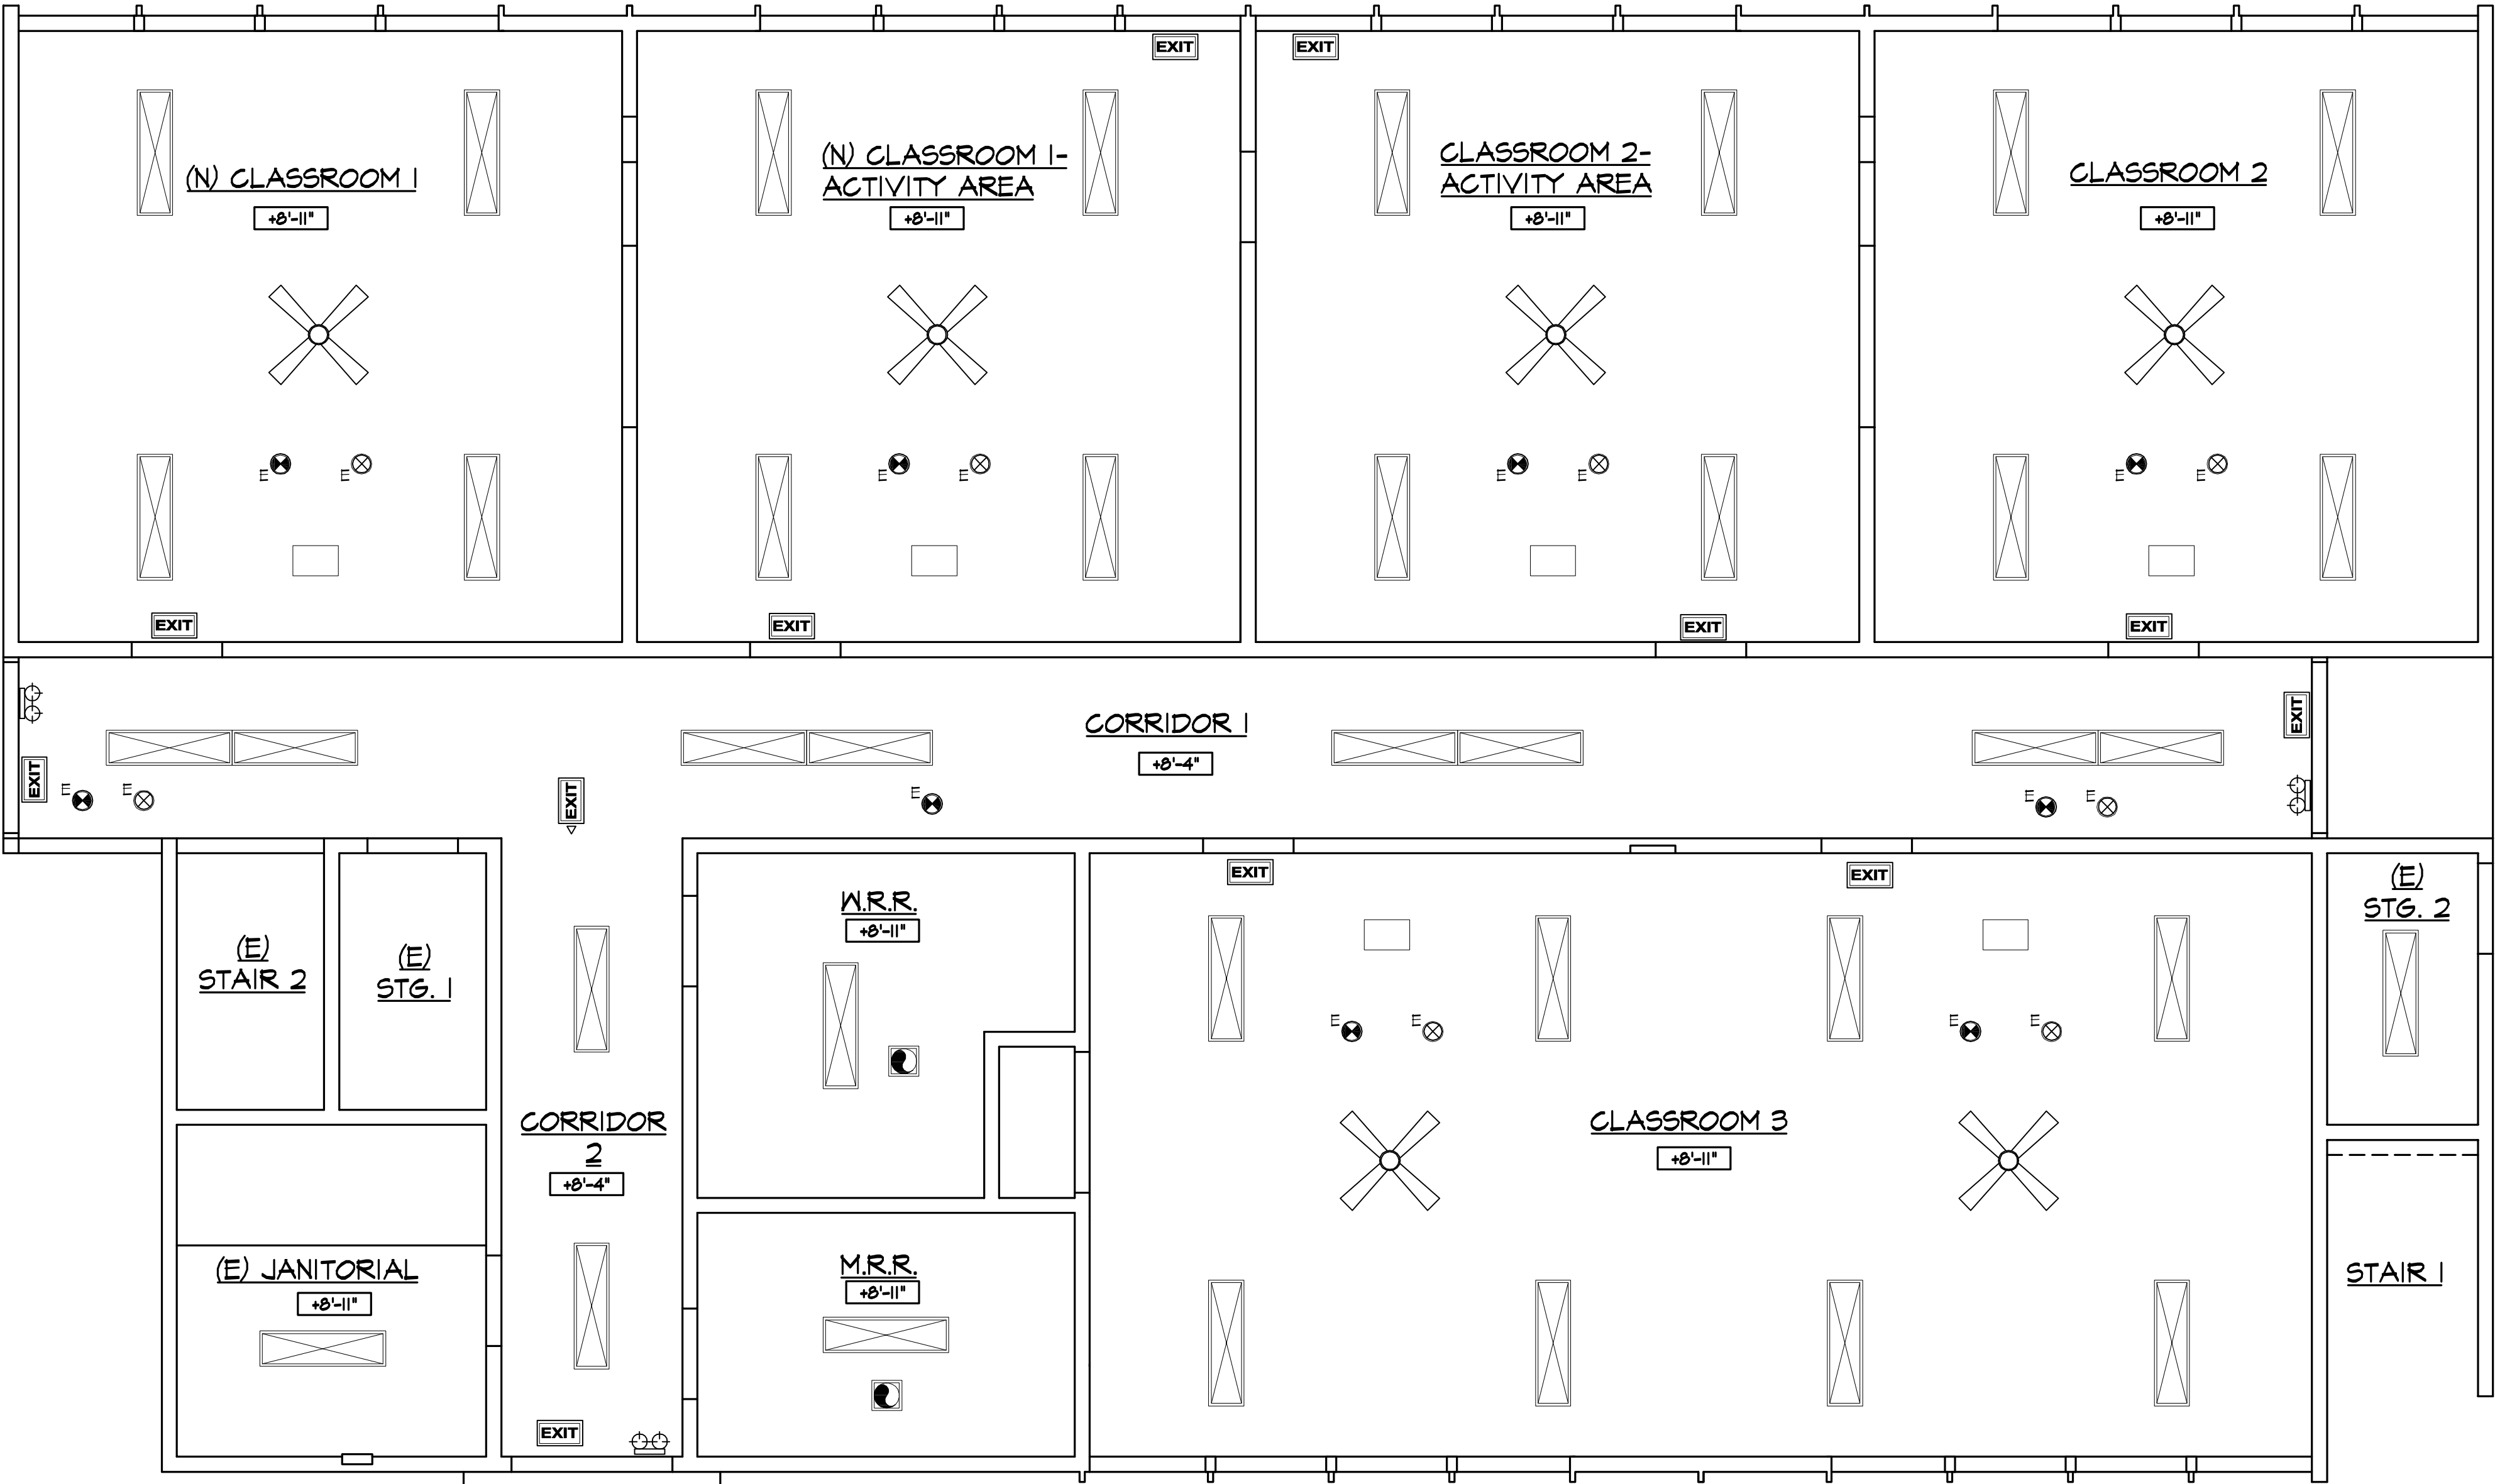 EXIT
EXIT
(N) CLASSROOM 1
+8'-11"
(N) CLASSROOM 1-
ACTIVITY AREA
+8'-11"
CLASSROOM 2-
ACTIVITY AREA
+8'-11"
CLASSROOM 2
+8'-11"
E
E
E
E
E
E
E
E
EXIT
EXIT
EXIT
EXIT
CORRIDOR 1
+8'-4"
EXIT
EXIT
EXIT
E
E
E
E
E
EXIT
EXIT
(E)
STG. 2
W.R.R.
+8'-11"
(E)
STAIR 2
(E)
STG. 1
E
E
E
E
CORRIDOR
2
+8'-4"
CLASSROOM 3
+8'-11"
(E) JANITORIAL
+8'-11"
M.R.R.
+8'-11"
STAIR 1
EXIT